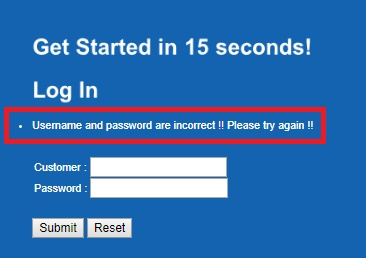 Get Started in 15 seconds!
Log In
• Username and password are incorrect !! Please try again !!
Customer :
Password :
Submit Reset